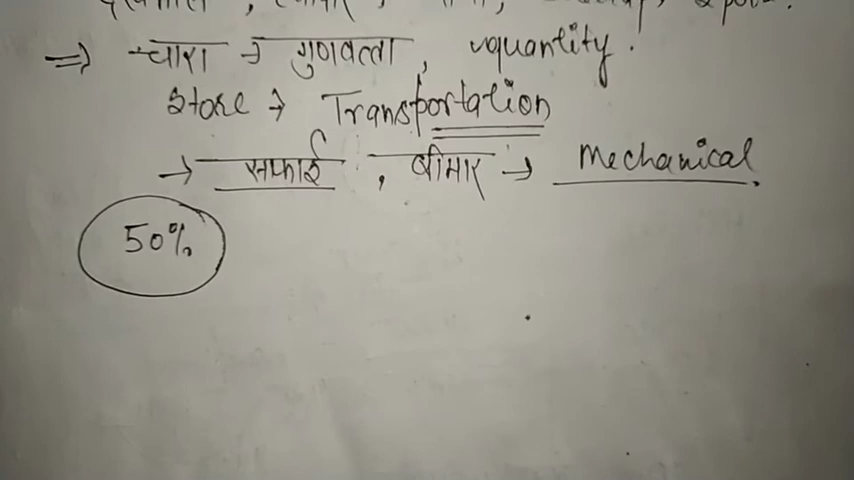 ⇒ चारा → गुणवत्ता, quantity.
Store → Transportation
→ सफाई, बीमार → Mechanical.
50%